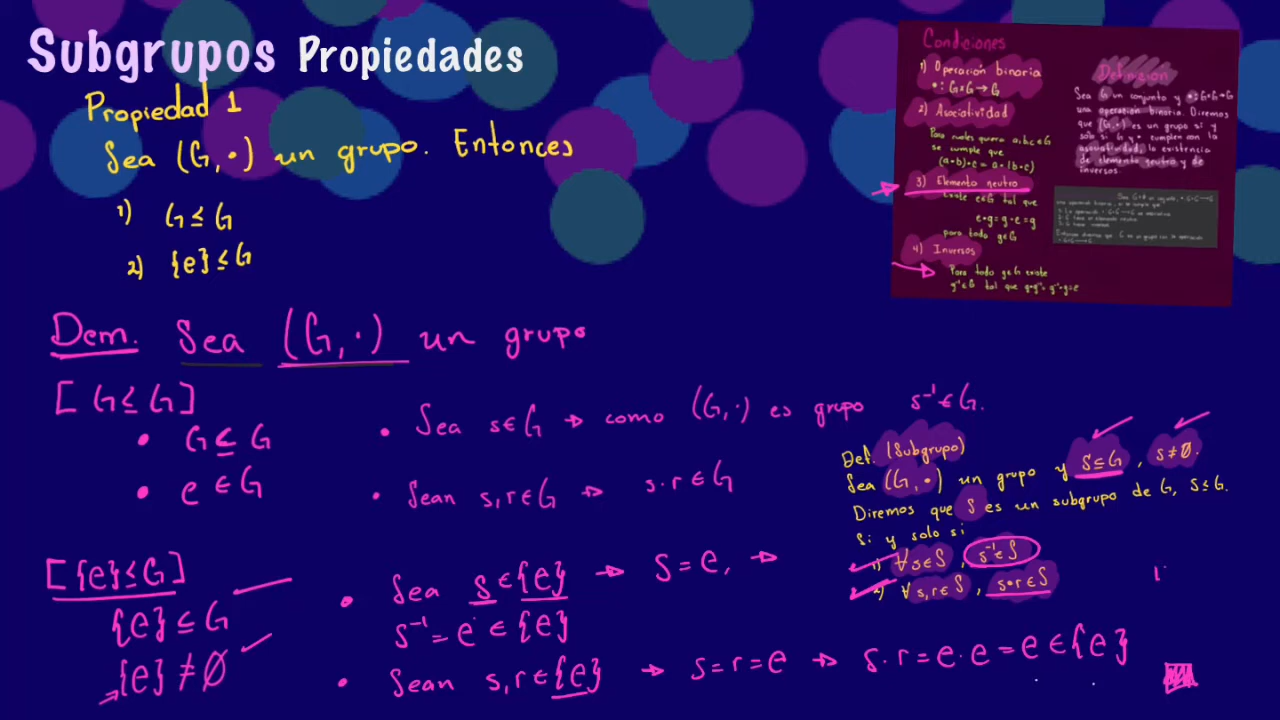 Subgrupos Propiedades
Propiedad 1
Sea (G, •) un grupo. Entonces
1) G ≤ G
2) {e} ≤ G
Condiciones
1) Operación binaria
• : G×G → G
2) Asociatividad
Para cualesquiera a,b,c ∈ G
se cumple que
(a•b)•c = a•(b•c)
3) Elemento neutro
Existe e∈G tal que
e•g = g•e = g
para todo g∈G
4) Inversos
Para todo g∈G existe
g⁻¹∈G tal que g•g⁻¹ = g⁻¹•g = e
Definición
Sea G un conjunto y • : G×G→G
una operación binaria. Diremos
que (G, •) es un grupo si y
solo si G y • cumplen con la
asociatividad, la existencia
de elemento neutro y de
inversos.
Dem. Sea (G, ·) un grupo
[G ≤ G]
• G ⊆ G
• e ∈ G
• Sea s∈G → como (G, ·) es grupo s⁻¹ ∈ G.
• Sean s,r∈G → s·r ∈ G
Def. (Subgrupo)
Sea (G, •) un grupo y S⊆G, S≠∅.
Diremos que S es un subgrupo de G, S≤G.
Si y solo si
1) ∀ s∈S, s⁻¹∈S
2) ∀ s,r∈S, s•r∈S
[{e}≤G]
{e} ⊆ G
{e} ≠ ∅
• Sea s∈{e} → s = e, →
s⁻¹ = e ∈ {e}
• Sean s,r∈{e} → s=r=e → s·r = e·e = e ∈ {e}